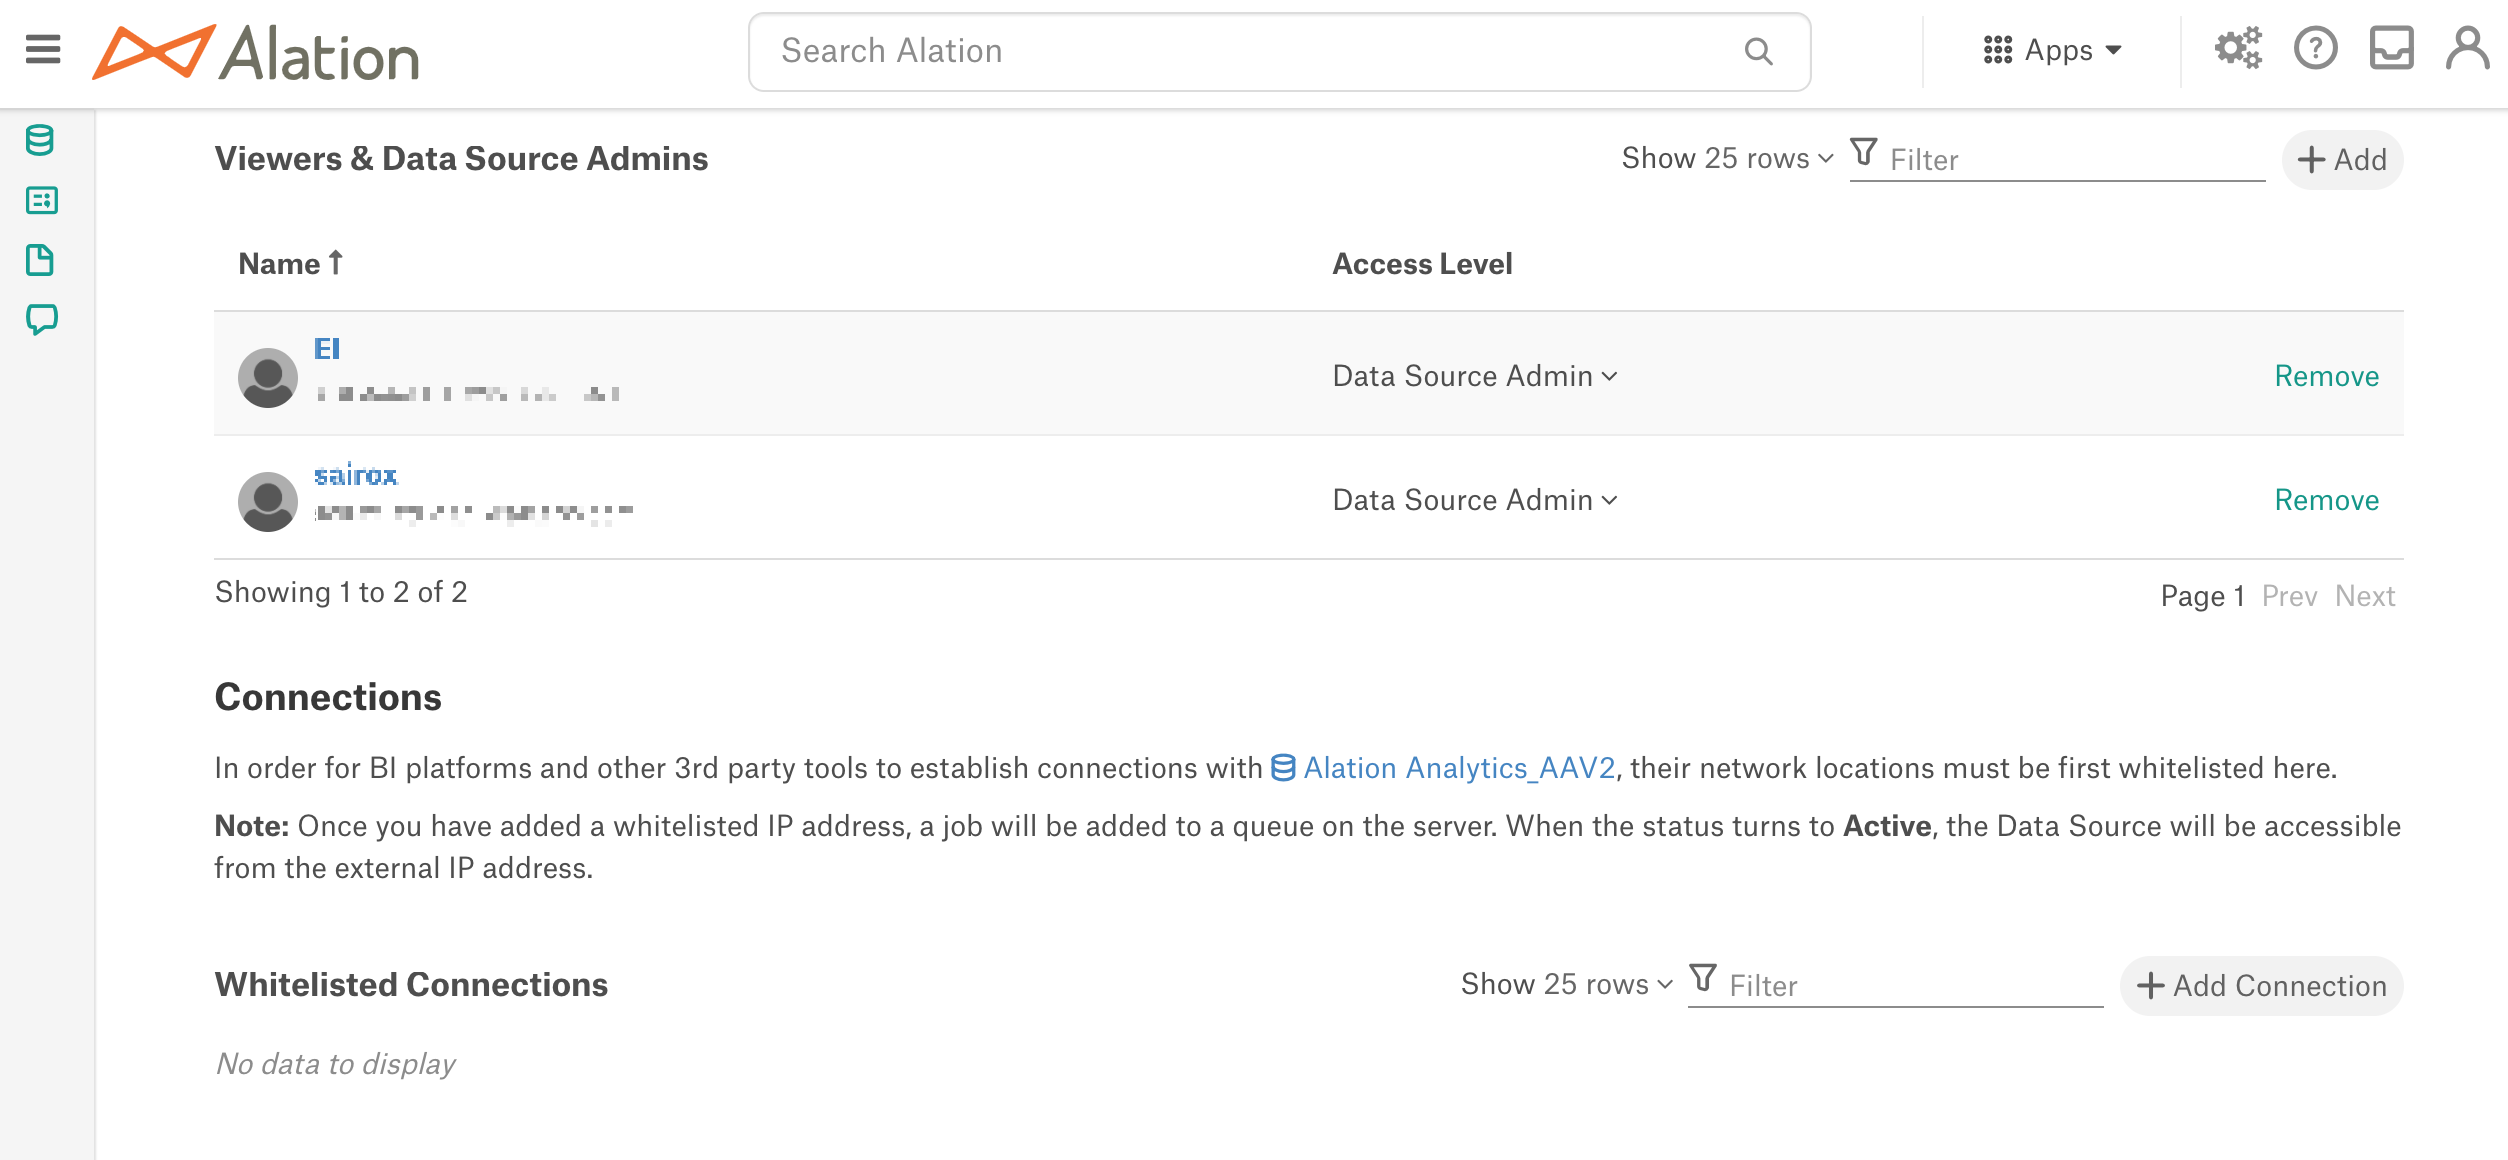 Alation
Search Alation
Apps
Viewers & Data Source Admins
Show 25 rows
Filter
Add
Name
Access Level
Data Source Admin
Remove
Data Source Admin
Remove
Showing 1 to 2 of 2
Page 1 Prev Next
Connections
In order for BI platforms and other 3rd party tools to establish connections with Alation Analytics_AAV2, their network locations must be first whitelisted here.
Note: Once you have added a whitelisted IP address, a job will be added to a queue on the server. When the status turns to Active, the Data Source will be accessible
from the external IP address.
Whitelisted Connections
Show 25 rows
Filter
Add Connection
No data to display